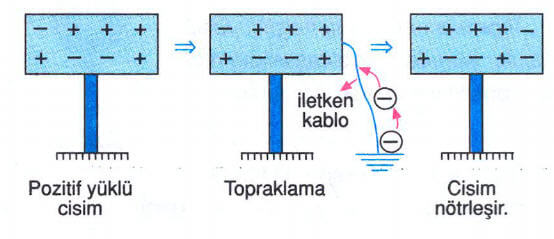 − + + +
+ − − +
⇒
− + + +
+ − − +
⇒
− − + + −
+ − − + +
iletken
kablo
−
−
Pozitif yüklü
cisim
Topraklama
Cisim
nötrleşir.